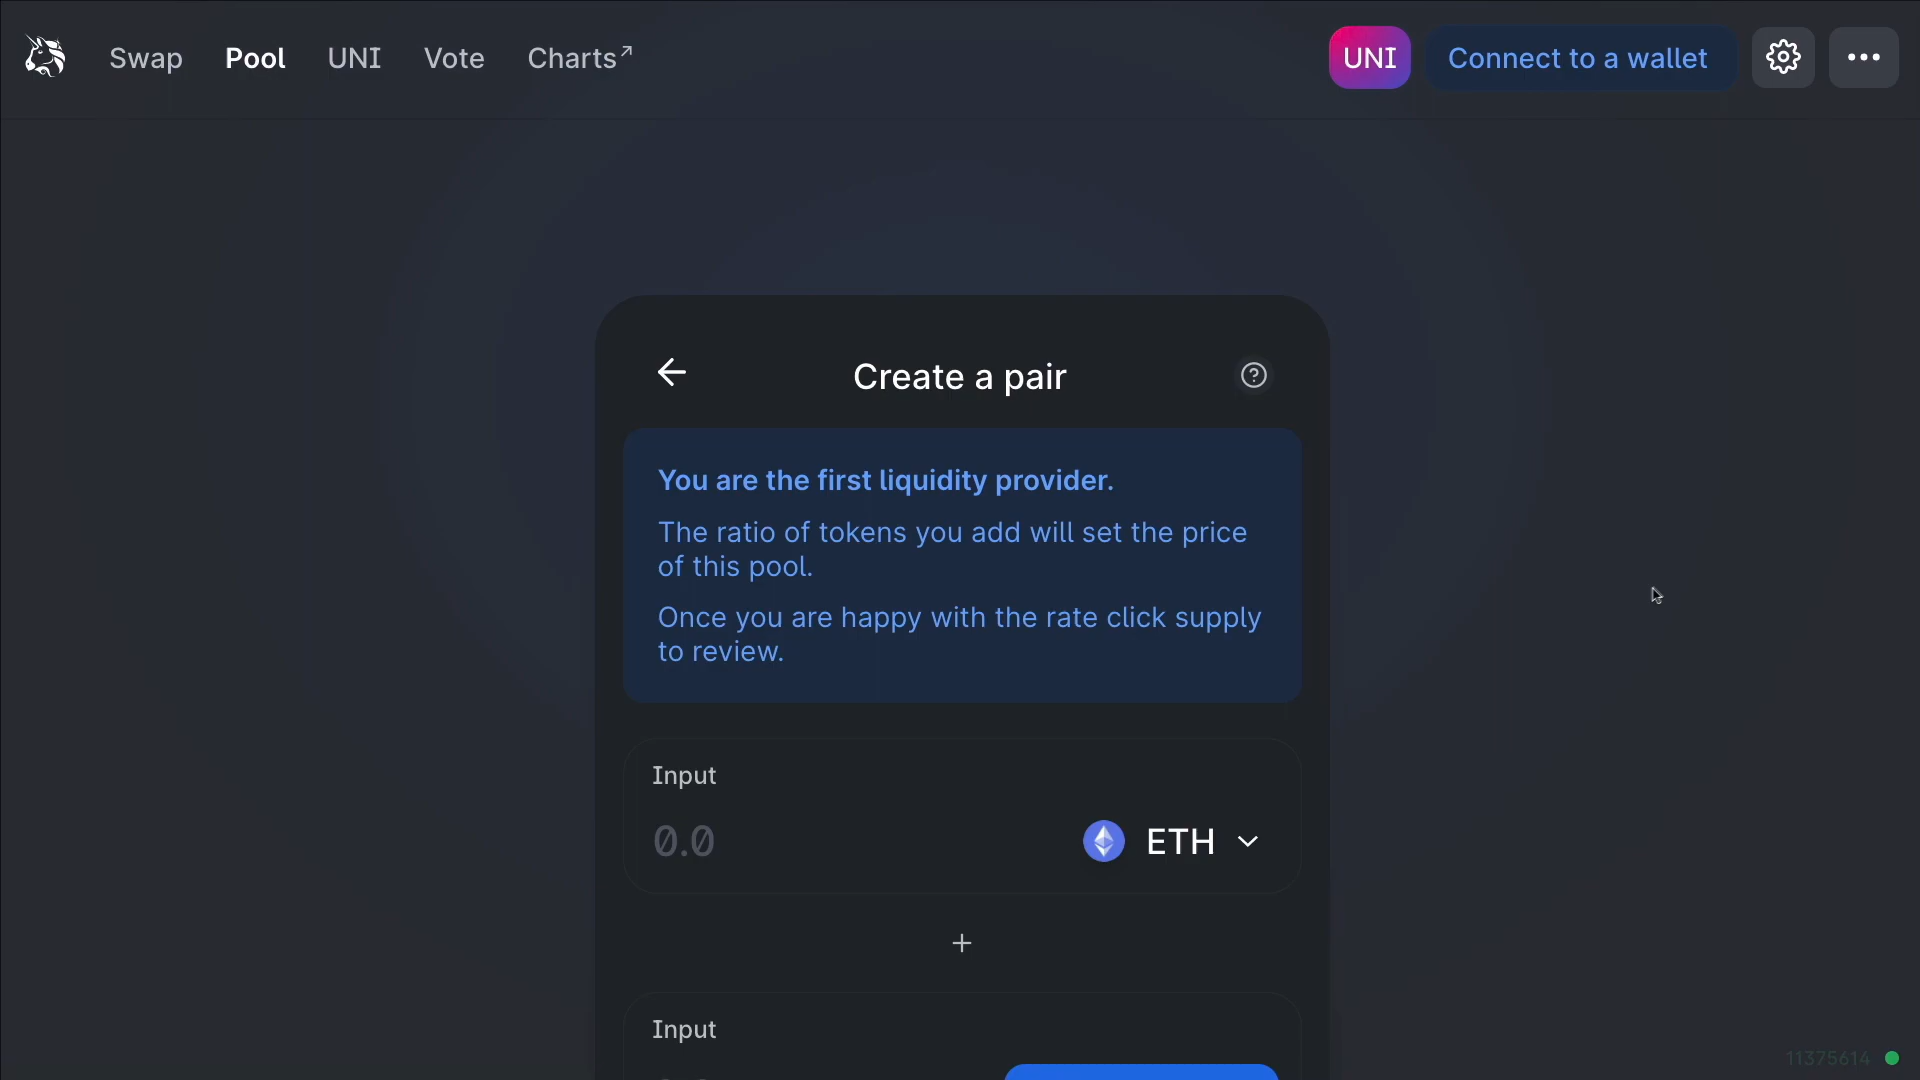 Swap Pool UNI Vote Charts↗ UNI Connect to a wallet
Create a pair
You are the first liquidity provider.
The ratio of tokens you add will set the price
of this pool.
Once you are happy with the rate click supply
to review.
Input
0.0 ETH
+
Input
11375614